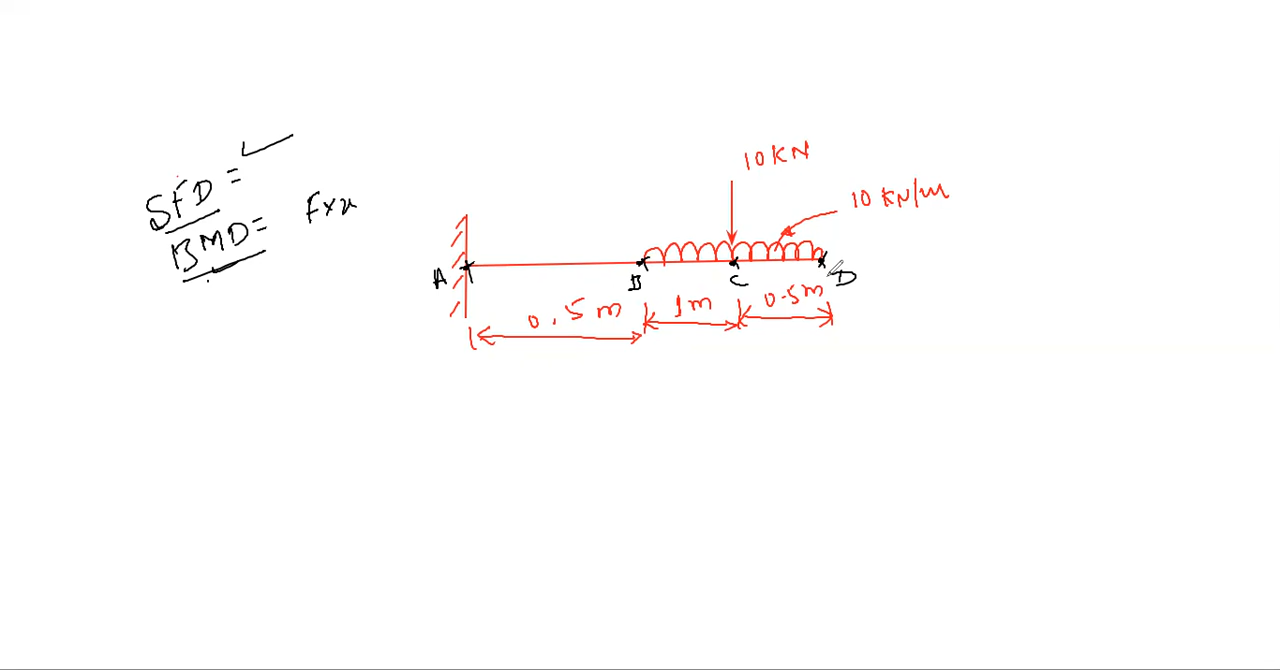 SFD =
BMD = F×x
10 KN
10 KN/m
A
B
C
D
0.5 m
1m
0.5m